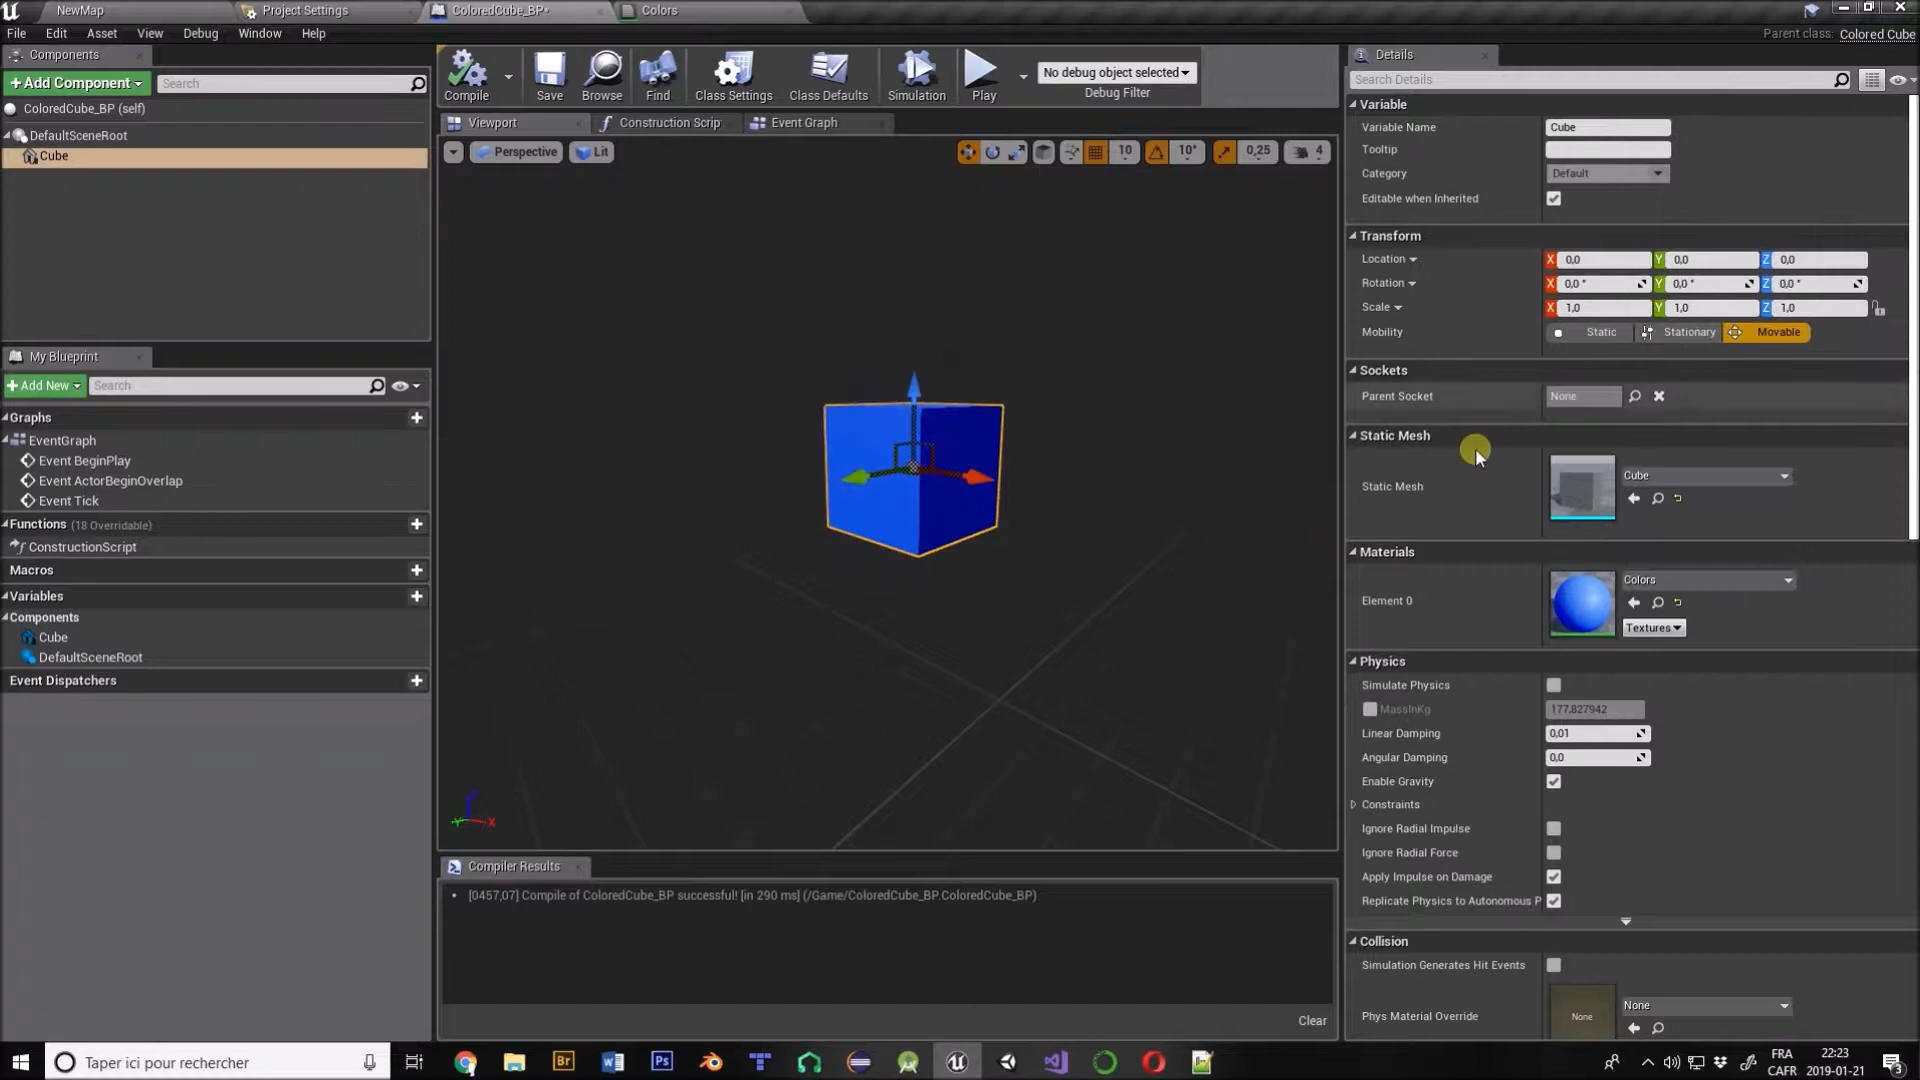 NewMap
Project Settings
ColoredCube_BP*
Colors
File Edit Asset View Debug Window Help
Parent class: Colored Cube
Components
+Add Component
Search
ColoredCube_BP (self)
DefaultSceneRoot
Cube
My Blueprint
+Add New
Search
Graphs
EventGraph
Event BeginPlay
Event ActorBeginOverlap
Event Tick
Functions (18 Overridable)
ConstructionScript
Macros
Variables
Components
Cube
DefaultSceneRoot
Event Dispatchers
Compile
Save
Browse
Find
Class Settings
Class Defaults
Simulation
Play
No debug object selected
Debug Filter
Viewport
Construction Scrip
Event Graph
Perspective
Lit
10
10°
0,25
4
Compiler Results
[0457,07] Compile of ColoredCube_BP successful! [in 290 ms] (/Game/ColoredCube_BP.ColoredCube_BP)
Clear
Details
Search Details
Variable
Variable Name Cube
Tooltip
Category Default
Editable when Inherited
Transform
Location X 0,0 Y 0,0 Z 0,0
Rotation X 0,0 ° Y 0,0 ° Z 0,0 °
Scale X 1,0 Y 1,0 Z 1,0
Mobility Static Stationary Movable
Sockets
Parent Socket None
Static Mesh
Static Mesh Cube
Materials
Element 0 Colors
Textures
Physics
Simulate Physics
MassInKg 177,827942
Linear Damping 0,01
Angular Damping 0,0
Enable Gravity
Constraints
Ignore Radial Impulse
Ignore Radial Force
Apply Impulse on Damage
Replicate Physics to Autonomous P
Collision
Simulation Generates Hit Events
Phys Material Override None None
Taper ici pour rechercher
Br
Ps
FRA
CAFR
22:23
2019-01-21
3